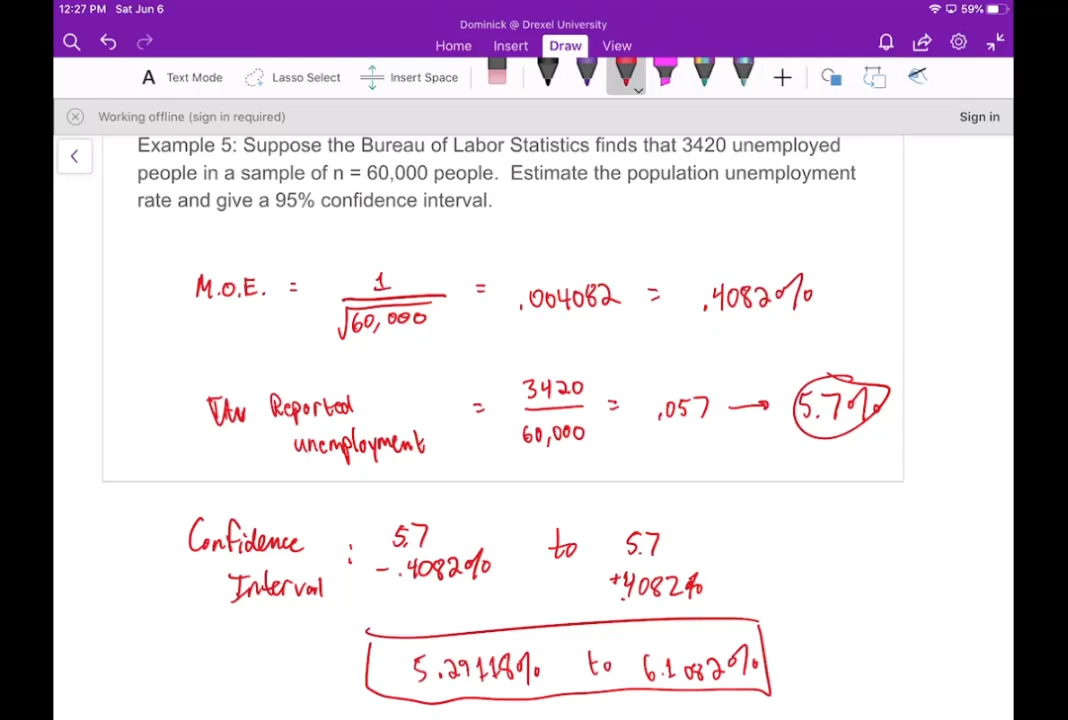 12:27 PM Sat Jun 6
59%
Dominick @ Drexel University
Home Insert Draw View
Text Mode Lasso Select Insert Space
Working offline (sign in required) Sign in
Example 5: Suppose the Bureau of Labor Statistics finds that 3420 unemployed
people in a sample of n = 60,000 people. Estimate the population unemployment
rate and give a 95% confidence interval.
M.O.E. = 1 / √60,000 = .004082 = .4082%
Reported unemployment = 3420 / 60,000 = .057 → 5.7%
Confidence Interval : 5.7 - .4082% to 5.7 + .4082%
5.29118% to 6.1082%